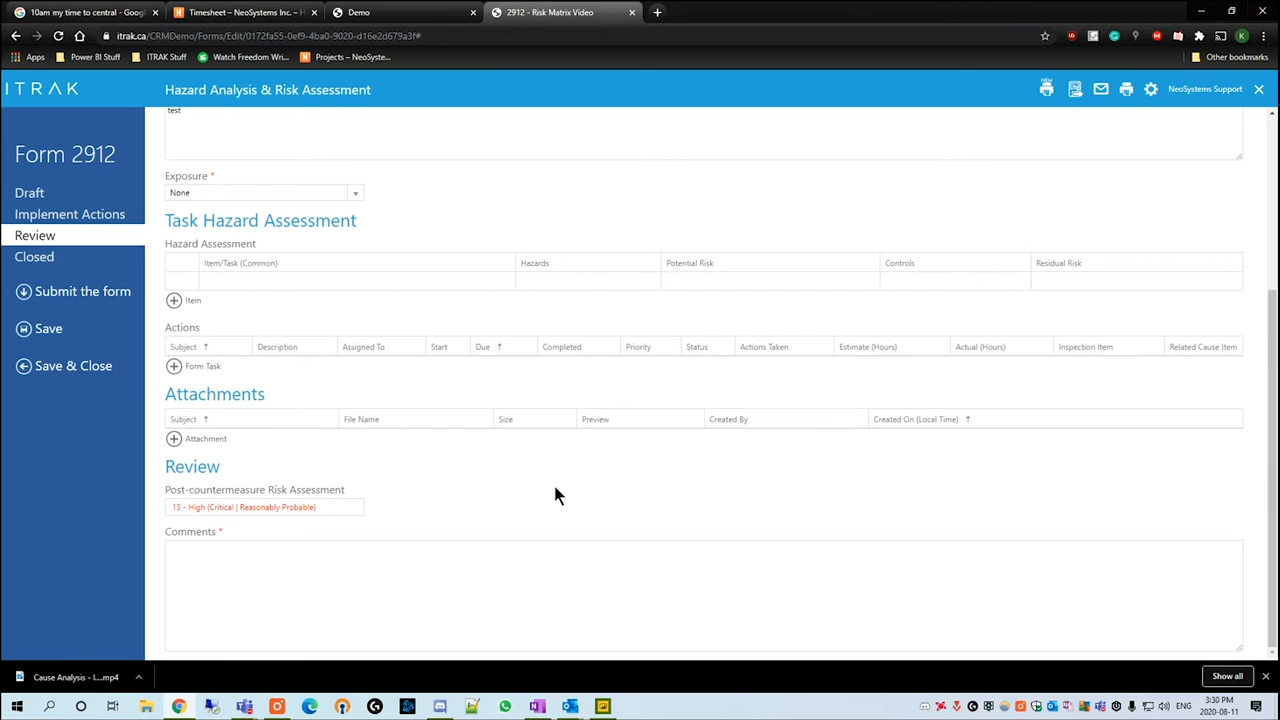 10am my time to central - Googl
Timesheet – NeoSystems Inc. – H
Demo
2912 - Risk Matrix Video
itrak.ca/CRMDemo/Forms/Edit/0172fa55-0ef9-4ba0-9020-d16e2d679a3f#
Apps
Power BI Stuff
ITRAK Stuff
Watch Freedom Wri...
Projects – NeoSyste...
Other bookmarks
ITRAK
Hazard Analysis & Risk Assessment
NEW
NeoSystems Support
Form 2912
Draft
Implement Actions
Review
Closed
Submit the form
Save
Save & Close
test
Exposure *
None
Task Hazard Assessment
Hazard Assessment
Item/Task (Common) Hazards Potential Risk Controls Residual Risk
Item
Actions
Subject ↑ Description Assigned To Start Due ↑ Completed Priority Status Actions Taken Estimate (Hours) Actual (Hours) Inspection Item Related Cause Item
Form Task
Attachments
Subject ↑ File Name Size Preview Created By Created On (Local Time) ↑
Attachment
Review
Post-countermeasure Risk Assessment
13 - High (Critical | Reasonably Probable)
Comments *
Cause Analysis - I....mp4
Show all
ENG
3:30 PM
2020-08-11